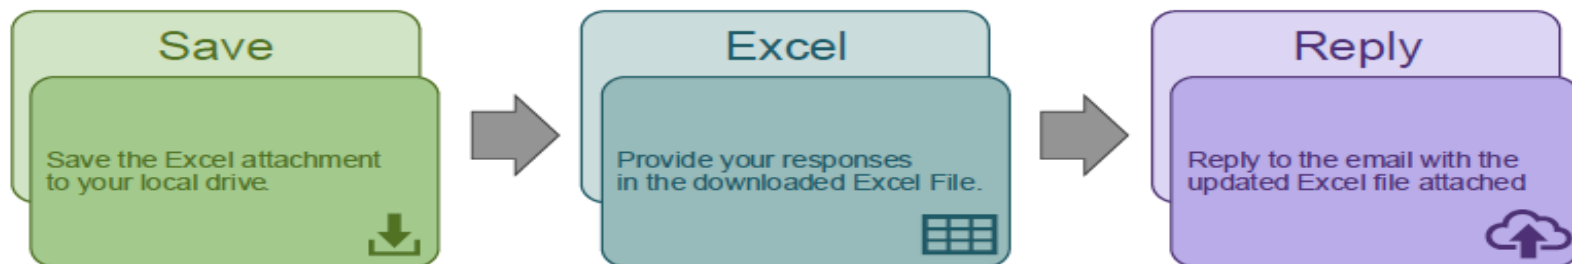 Save
Save the Excel attachment
to your local drive.
Excel
Provide your responses
in the downloaded Excel File.
Reply
Reply to the email with the
updated Excel file attached